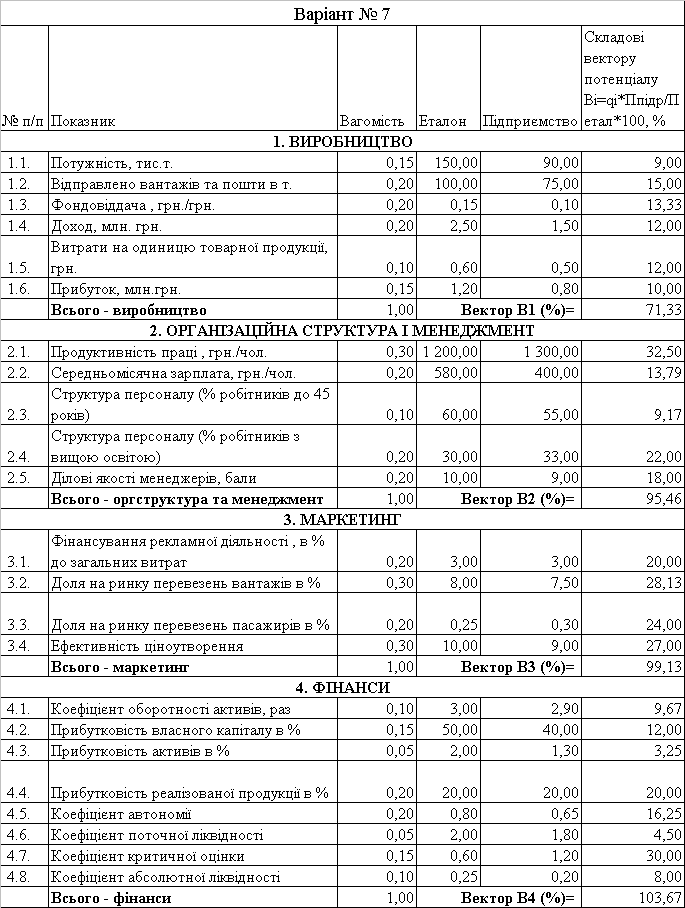 Варіант № 7
№ п/п Показник Вагомість Еталон Підприємство Складові
вектору
потенціалу
Bi=qi*Ппідр/П
етал*100, %
1. ВИРОБНИЦТВО
1.1. Потужність, тис.т. 0,15 150,00 90,00 9,00
1.2. Відправлено вантажів та пошти в т. 0,20 100,00 75,00 15,00
1.3. Фондовіддача , грн./грн. 0,20 0,15 0,10 13,33
1.4. Доход, млн. грн. 0,20 2,50 1,50 12,00
Витрати на одиницю товарної продукції,
1.5. грн. 0,10 0,60 0,50 12,00
1.6. Прибуток, млн.грн. 0,15 1,20 0,80 10,00
Всього - виробництво 1,00 Вектор В1 (%)= 71,33
2. ОРГАНІЗАЦІЙНА СТРУКТУРА І МЕНЕДЖМЕНТ
2.1. Продуктивність праці , грн./чол. 0,30 1 200,00 1 300,00 32,50
2.2. Середньомісячна зарплата, грн./чол. 0,20 580,00 400,00 13,79
Структура персоналу (% робітників до 45
2.3. років) 0,10 60,00 55,00 9,17
Структура персоналу (% робітників з
2.4. вищою освітою) 0,20 30,00 33,00 22,00
2.5. Ділові якості менеджерів, бали 0,20 10,00 9,00 18,00
Всього - оргструктура та менеджмент 1,00 Вектор В2 (%)= 95,46
3. МАРКЕТИНГ
Фінансування рекламної діяльності , в %
3.1. до загальних витрат 0,20 3,00 3,00 20,00
3.2. Доля на ринку перевезень вантажів в % 0,30 8,00 7,50 28,13
3.3. Доля на ринку перевезень пасажирів в % 0,20 0,25 0,30 24,00
3.4. Ефективність ціноутворення 0,30 10,00 9,00 27,00
Всього - маркетинг 1,00 Вектор В3 (%)= 99,13
4. ФІНАНСИ
4.1. Коефіцієнт оборотності активів, раз 0,10 3,00 2,90 9,67
4.2. Прибутковість власного капіталу в % 0,15 50,00 40,00 12,00
4.3. Прибутковість активів в % 0,05 2,00 1,30 3,25
4.4. Прибутковість реалізованої продукції в % 0,20 20,00 20,00 20,00
4.5. Коефіцієнт автономії 0,20 0,80 0,65 16,25
4.6. Коефіцієнт поточної ліквідності 0,05 2,00 1,80 4,50
4.7. Коефіцієнт критичної оцінки 0,15 0,60 1,20 30,00
4.8. Коефіцієнт абсолютної ліквідності 0,10 0,25 0,20 8,00
Всього - фінанси 1,00 Вектор В4 (%)= 103,67